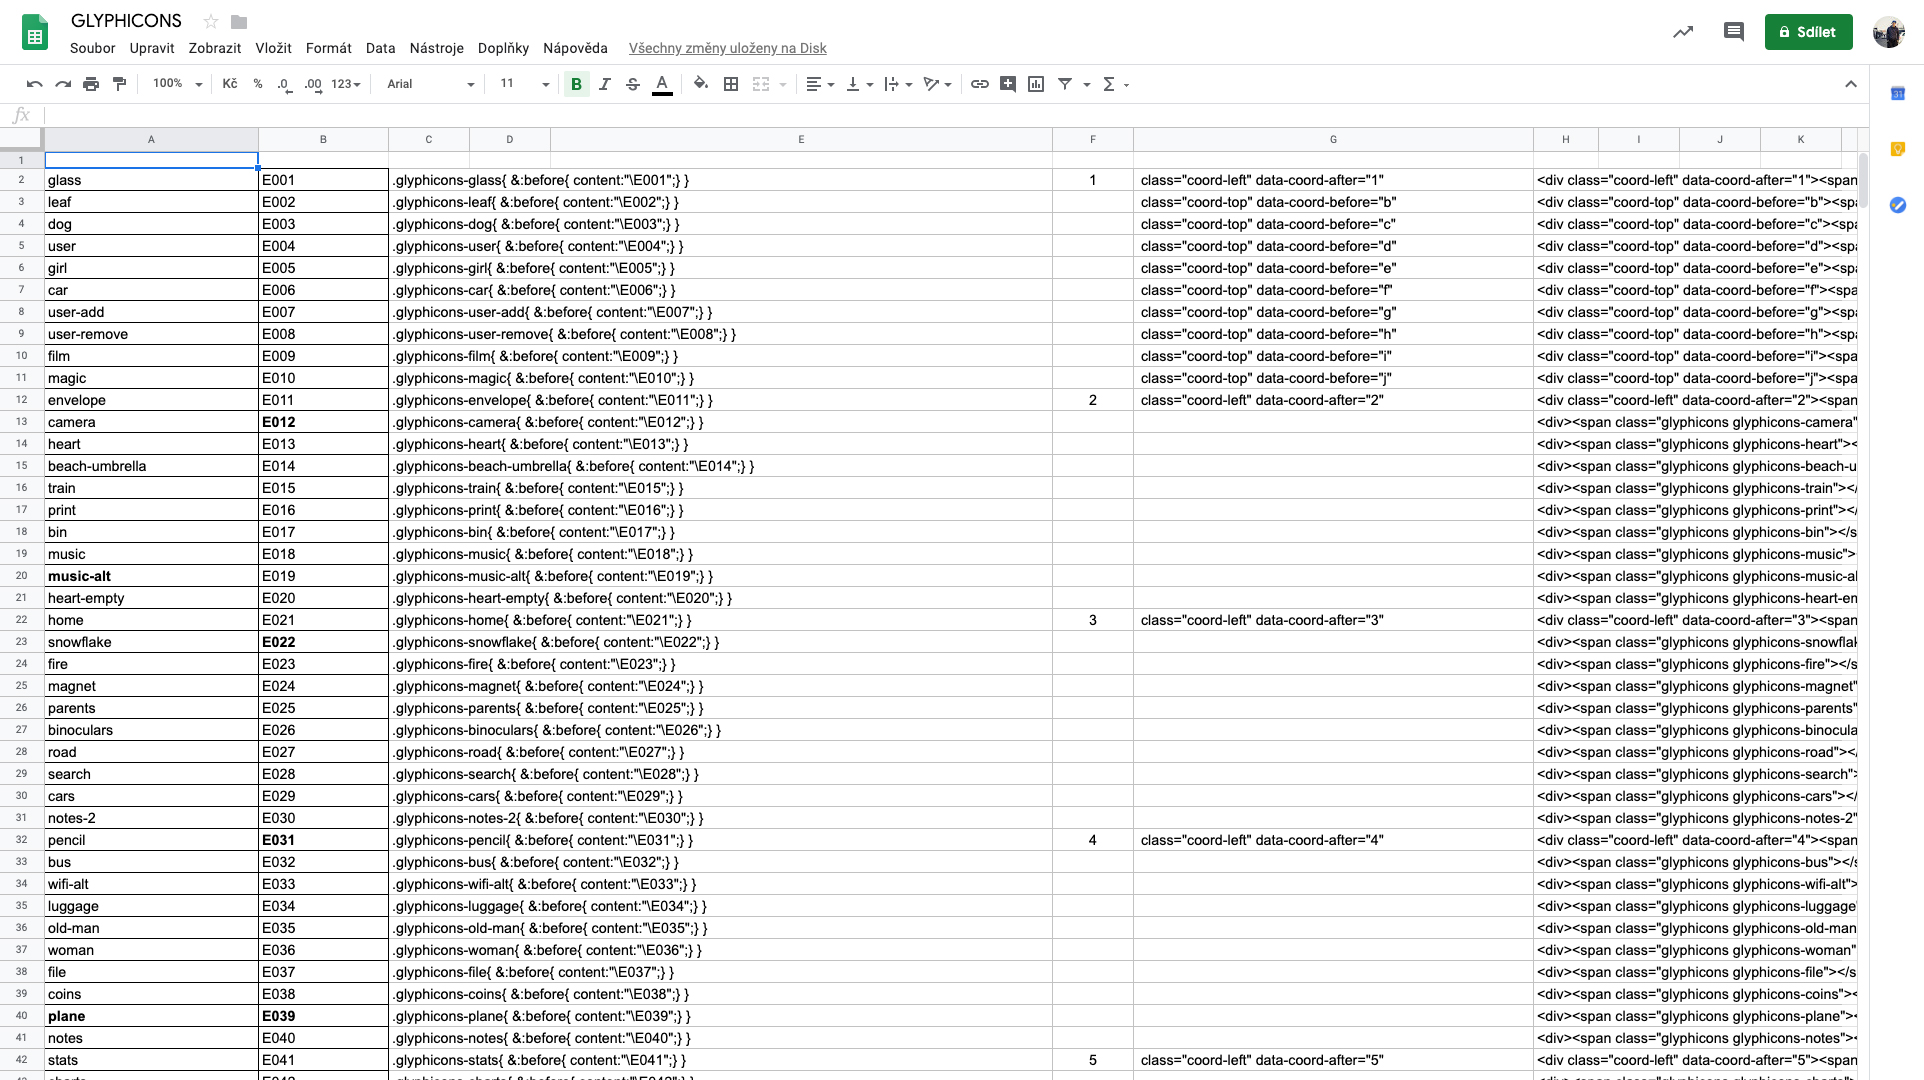 GLYPHICONS
Soubor Upravit Zobrazit Vložit Formát Data Nástroje Doplňky Nápověda Všechny změny uloženy na Disk
Sdílet
100% Kč % .0 .00 123 Arial 11 B I S A
31
fx
A B C D E F G H I J K
1
2 glass E001 .glyphicons-glass{ &:before{ content:"\E001";} } 1 class="coord-left" data-coord-after="1" <div class="coord-left" data-coord-after="1"><span
3 leaf E002 .glyphicons-leaf{ &:before{ content:"\E002";} } class="coord-top" data-coord-before="b" <div class="coord-top" data-coord-before="b"><spa
4 dog E003 .glyphicons-dog{ &:before{ content:"\E003";} } class="coord-top" data-coord-before="c" <div class="coord-top" data-coord-before="c"><spa
5 user E004 .glyphicons-user{ &:before{ content:"\E004";} } class="coord-top" data-coord-before="d" <div class="coord-top" data-coord-before="d"><spa
6 girl E005 .glyphicons-girl{ &:before{ content:"\E005";} } class="coord-top" data-coord-before="e" <div class="coord-top" data-coord-before="e"><spa
7 car E006 .glyphicons-car{ &:before{ content:"\E006";} } class="coord-top" data-coord-before="f" <div class="coord-top" data-coord-before="f"><spa
8 user-add E007 .glyphicons-user-add{ &:before{ content:"\E007";} } class="coord-top" data-coord-before="g" <div class="coord-top" data-coord-before="g"><spa
9 user-remove E008 .glyphicons-user-remove{ &:before{ content:"\E008";} } class="coord-top" data-coord-before="h" <div class="coord-top" data-coord-before="h"><spa
10 film E009 .glyphicons-film{ &:before{ content:"\E009";} } class="coord-top" data-coord-before="i" <div class="coord-top" data-coord-before="i"><spa
11 magic E010 .glyphicons-magic{ &:before{ content:"\E010";} } class="coord-top" data-coord-before="j" <div class="coord-top" data-coord-before="j"><spa
12 envelope E011 .glyphicons-envelope{ &:before{ content:"\E011";} } 2 class="coord-left" data-coord-after="2" <div class="coord-left" data-coord-after="2"><span
13 camera E012 .glyphicons-camera{ &:before{ content:"\E012";} } <div><span class="glyphicons glyphicons-camera"
14 heart E013 .glyphicons-heart{ &:before{ content:"\E013";} } <div><span class="glyphicons glyphicons-heart"><
15 beach-umbrella E014 .glyphicons-beach-umbrella{ &:before{ content:"\E014";} } <div><span class="glyphicons glyphicons-beach-u
16 train E015 .glyphicons-train{ &:before{ content:"\E015";} } <div><span class="glyphicons glyphicons-train"></
17 print E016 .glyphicons-print{ &:before{ content:"\E016";} } <div><span class="glyphicons glyphicons-print"></
18 bin E017 .glyphicons-bin{ &:before{ content:"\E017";} } <div><span class="glyphicons glyphicons-bin"></s
19 music E018 .glyphicons-music{ &:before{ content:"\E018";} } <div><span class="glyphicons glyphicons-music">
20 music-alt E019 .glyphicons-music-alt{ &:before{ content:"\E019";} } <div><span class="glyphicons glyphicons-music-al
21 heart-empty E020 .glyphicons-heart-empty{ &:before{ content:"\E020";} } <div><span class="glyphicons glyphicons-heart-em
22 home E021 .glyphicons-home{ &:before{ content:"\E021";} } 3 class="coord-left" data-coord-after="3" <div class="coord-left" data-coord-after="3"><span
23 snowflake E022 .glyphicons-snowflake{ &:before{ content:"\E022";} } <div><span class="glyphicons glyphicons-snowflak
24 fire E023 .glyphicons-fire{ &:before{ content:"\E023";} } <div><span class="glyphicons glyphicons-fire"></s
25 magnet E024 .glyphicons-magnet{ &:before{ content:"\E024";} } <div><span class="glyphicons glyphicons-magnet"
26 parents E025 .glyphicons-parents{ &:before{ content:"\E025";} } <div><span class="glyphicons glyphicons-parents"
27 binoculars E026 .glyphicons-binoculars{ &:before{ content:"\E026";} } <div><span class="glyphicons glyphicons-binocula
28 road E027 .glyphicons-road{ &:before{ content:"\E027";} } <div><span class="glyphicons glyphicons-road"></
29 search E028 .glyphicons-search{ &:before{ content:"\E028";} } <div><span class="glyphicons glyphicons-search">
30 cars E029 .glyphicons-cars{ &:before{ content:"\E029";} } <div><span class="glyphicons glyphicons-cars"></
31 notes-2 E030 .glyphicons-notes-2{ &:before{ content:"\E030";} } <div><span class="glyphicons glyphicons-notes-2"
32 pencil E031 .glyphicons-pencil{ &:before{ content:"\E031";} } 4 class="coord-left" data-coord-after="4" <div class="coord-left" data-coord-after="4"><span
33 bus E032 .glyphicons-bus{ &:before{ content:"\E032";} } <div><span class="glyphicons glyphicons-bus"></s
34 wifi-alt E033 .glyphicons-wifi-alt{ &:before{ content:"\E033";} } <div><span class="glyphicons glyphicons-wifi-alt">
35 luggage E034 .glyphicons-luggage{ &:before{ content:"\E034";} } <div><span class="glyphicons glyphicons-luggage"
36 old-man E035 .glyphicons-old-man{ &:before{ content:"\E035";} } <div><span class="glyphicons glyphicons-old-man
37 woman E036 .glyphicons-woman{ &:before{ content:"\E036";} } <div><span class="glyphicons glyphicons-woman"
38 file E037 .glyphicons-file{ &:before{ content:"\E037";} } <div><span class="glyphicons glyphicons-file"></s
39 coins E038 .glyphicons-coins{ &:before{ content:"\E038";} } <div><span class="glyphicons glyphicons-coins"><
40 plane E039 .glyphicons-plane{ &:before{ content:"\E039";} } <div><span class="glyphicons glyphicons-plane"><
41 notes E040 .glyphicons-notes{ &:before{ content:"\E040";} } <div><span class="glyphicons glyphicons-notes"><
42 stats E041 .glyphicons-stats{ &:before{ content:"\E041";} } 5 class="coord-left" data-coord-after="5" <div class="coord-left" data-coord-after="5"><span